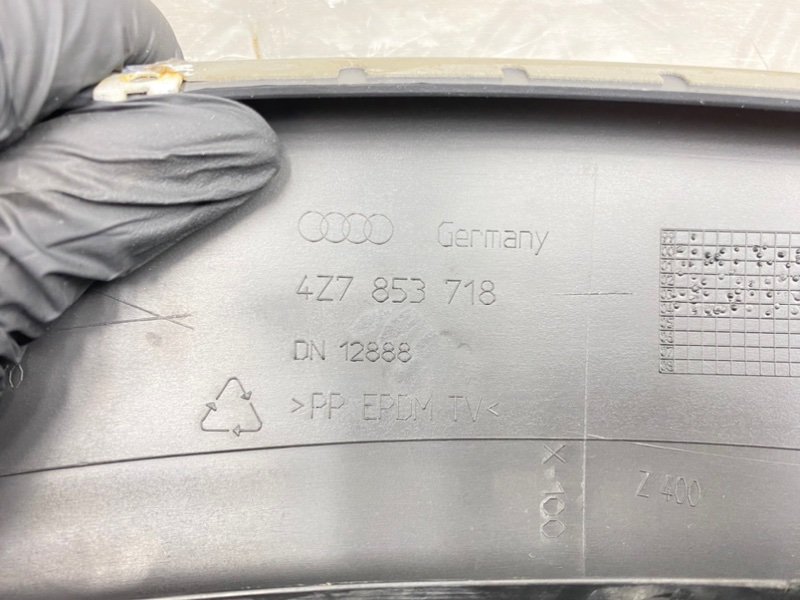 Germany
4Z7 853 718
DN 12888
>PP EPDM TV<
X 100
Z 400